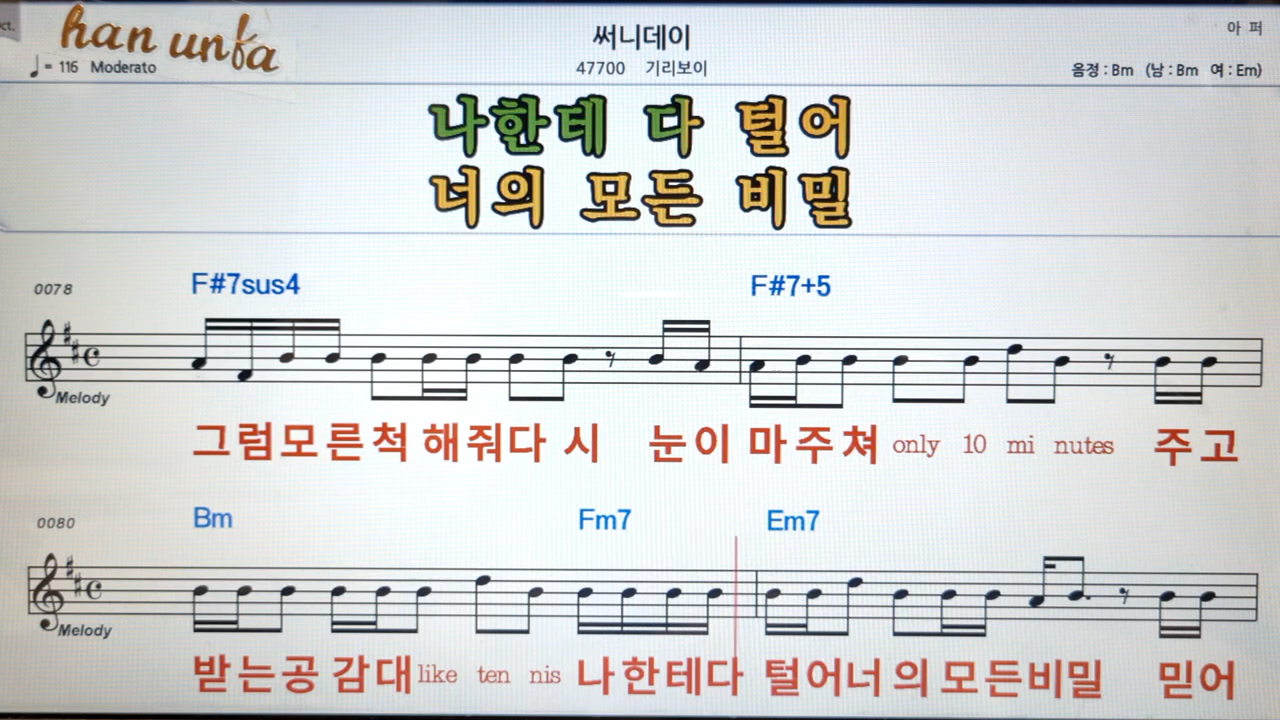 ct.
han unfa
써니데이
아 퍼
♩= 116 Moderato
47700 기리보이
음정 : Bm (남 : Bm 여 : Em)
나한테 다 털어
너의 모든 비밀
0078
F#7sus4 F#7+5
Melody
그럼모른척 해줘다 시 눈이 마주쳐 only 10 mi nutes 주고
0080
Bm Fm7 Em7
Melody
받는공 감대 like ten nis 나한테다 털어너 의 모든비밀 믿어